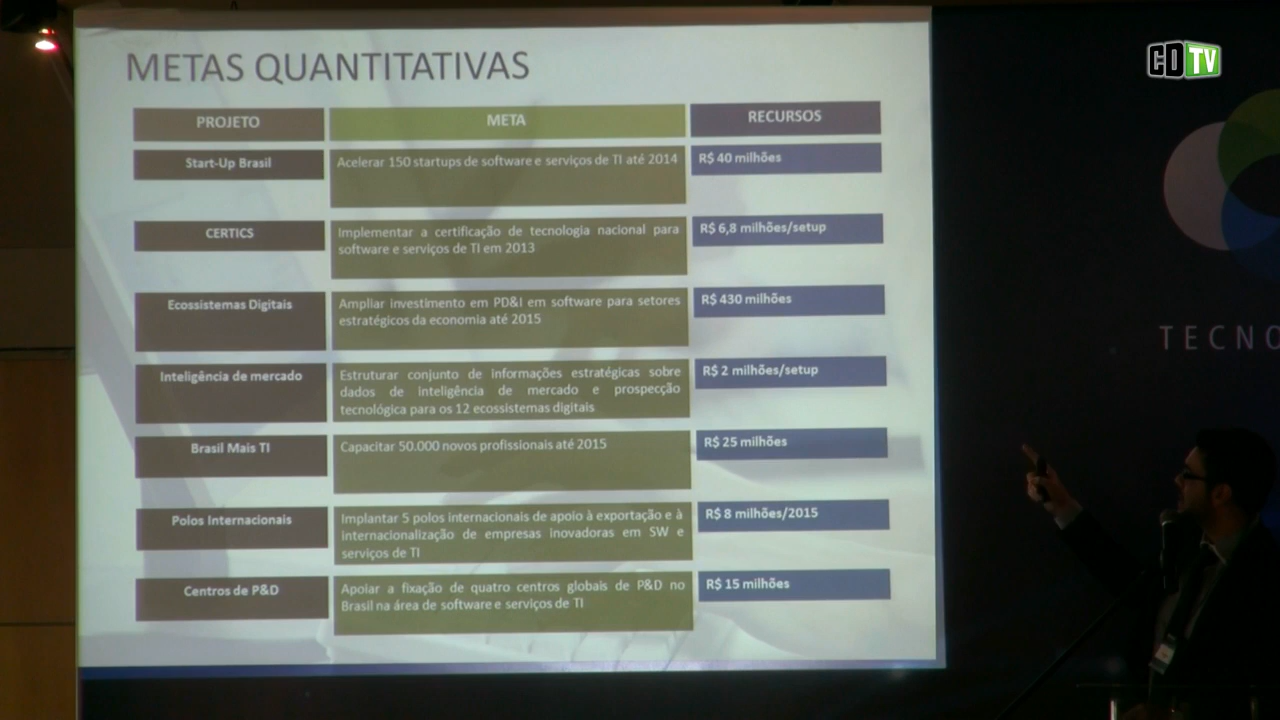 CDTV
METAS QUANTITATIVAS
PROJETO
META
RECURSOS
Start-Up Brasil
Acelerar 150 startups de software e serviços de TI até 2014
R$ 40 milhões
CERTICS
Implementar a certificação de tecnologia nacional para
software e serviços de TI em 2013
R$ 6,8 milhões/setup
Ecossistemas Digitais
Ampliar investimento em PD&I em software para setores
estratégicos da economia até 2015
R$ 430 milhões
Inteligência de mercado
Estruturar conjunto de informações estratégicas sobre
dados de inteligência de mercado e prospecção
tecnológica para os 12 ecossistemas digitais
R$ 2 milhões/setup
Brasil Mais TI
Capacitar 50.000 novos profissionais até 2015
R$ 25 milhões
Polos Internacionais
Implantar 5 polos internacionais de apoio à exportação e à
internacionalização de empresas inovadoras em SW e
serviços de TI
R$ 8 milhões/2015
Centros de P&D
Apoiar a fixação de quatro centros globais de P&D no
Brasil na área de software e serviços de TI
R$ 15 milhões
TECNO